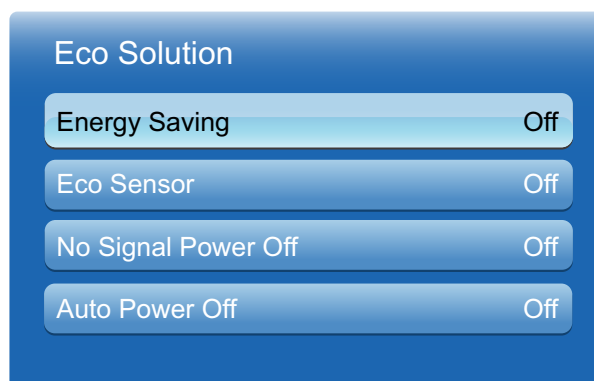 Eco Solution
Energy Saving Off
Eco Sensor Off
No Signal Power Off Off
Auto Power Off Off